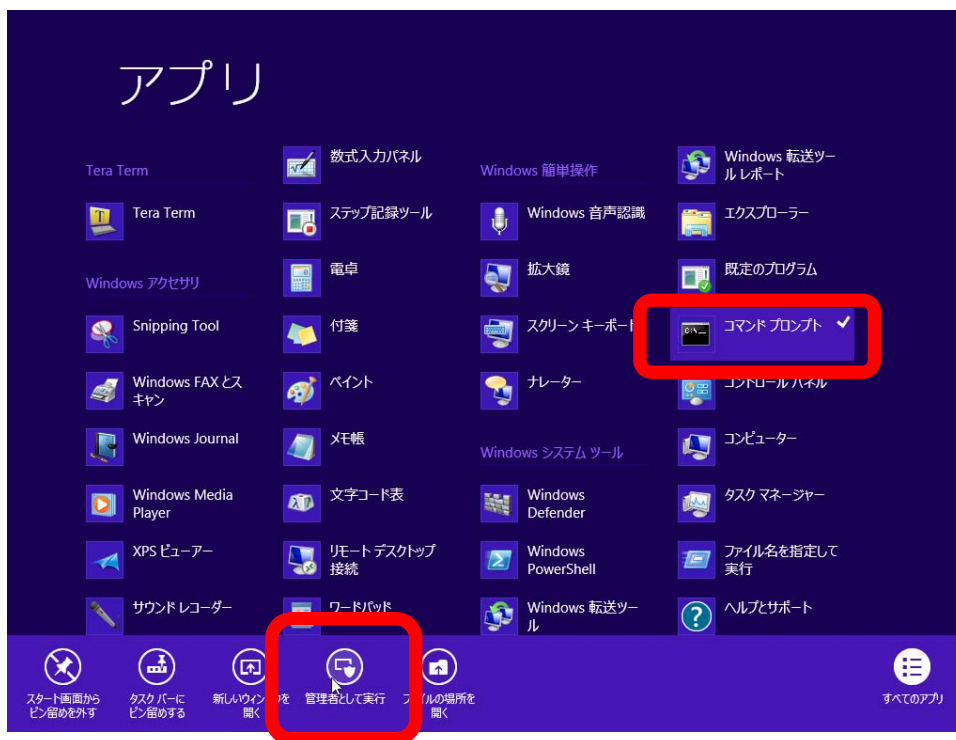 アプリ
Tera Term
Tera Term
Windows アクセサリ
Snipping Tool
Windows FAX とス
キャン
Windows Journal
Windows Media
Player
XPS ビューアー
サウンド レコーダー
数式入力パネル
ステップ記録ツール
電卓
付箋
ペイント
メモ帳
文字コード表
リモート デスクトップ
接続
ワードパッド
Windows 簡単操作
Windows 音声認識
拡大鏡
スクリーン キーボード
ナレーター
Windows システム ツール
Windows
Defender
Windows
PowerShell
Windows 転送ツー
ル
Windows 転送ツー
ル レポート
エクスプローラー
既定のプログラム
コマンド プロンプト
コントロール パネル
コンピューター
タスク マネージャー
ファイル名を指定して
実行
ヘルプとサポート
スタート画面から
ピン留めを外す
タスク バーに
ピン留めする
新しいウィンドウを
開く
管理者として実行
ファイルの場所を
開く
すべてのアプリ